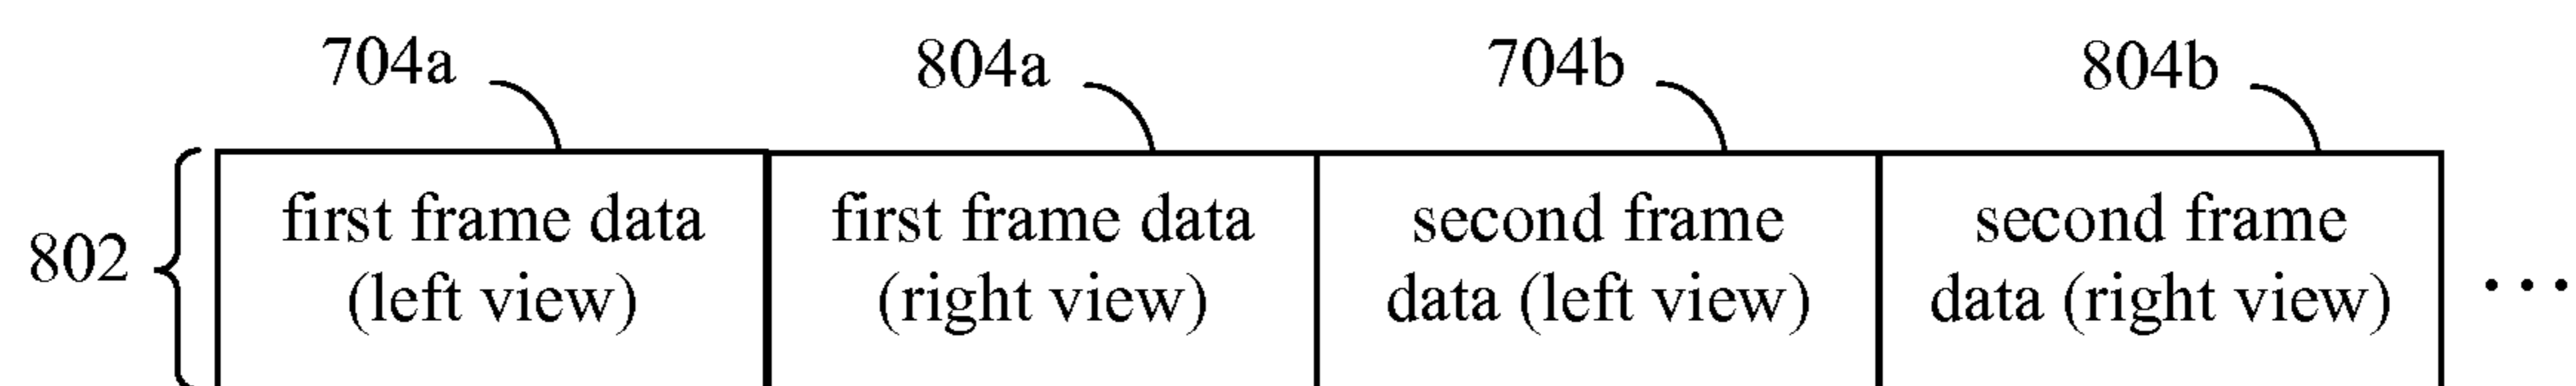 704a 804a 704b 804b
802
first frame data
(left view)
first frame data
(right view)
second frame
data (left view)
second frame
data (right view)
...